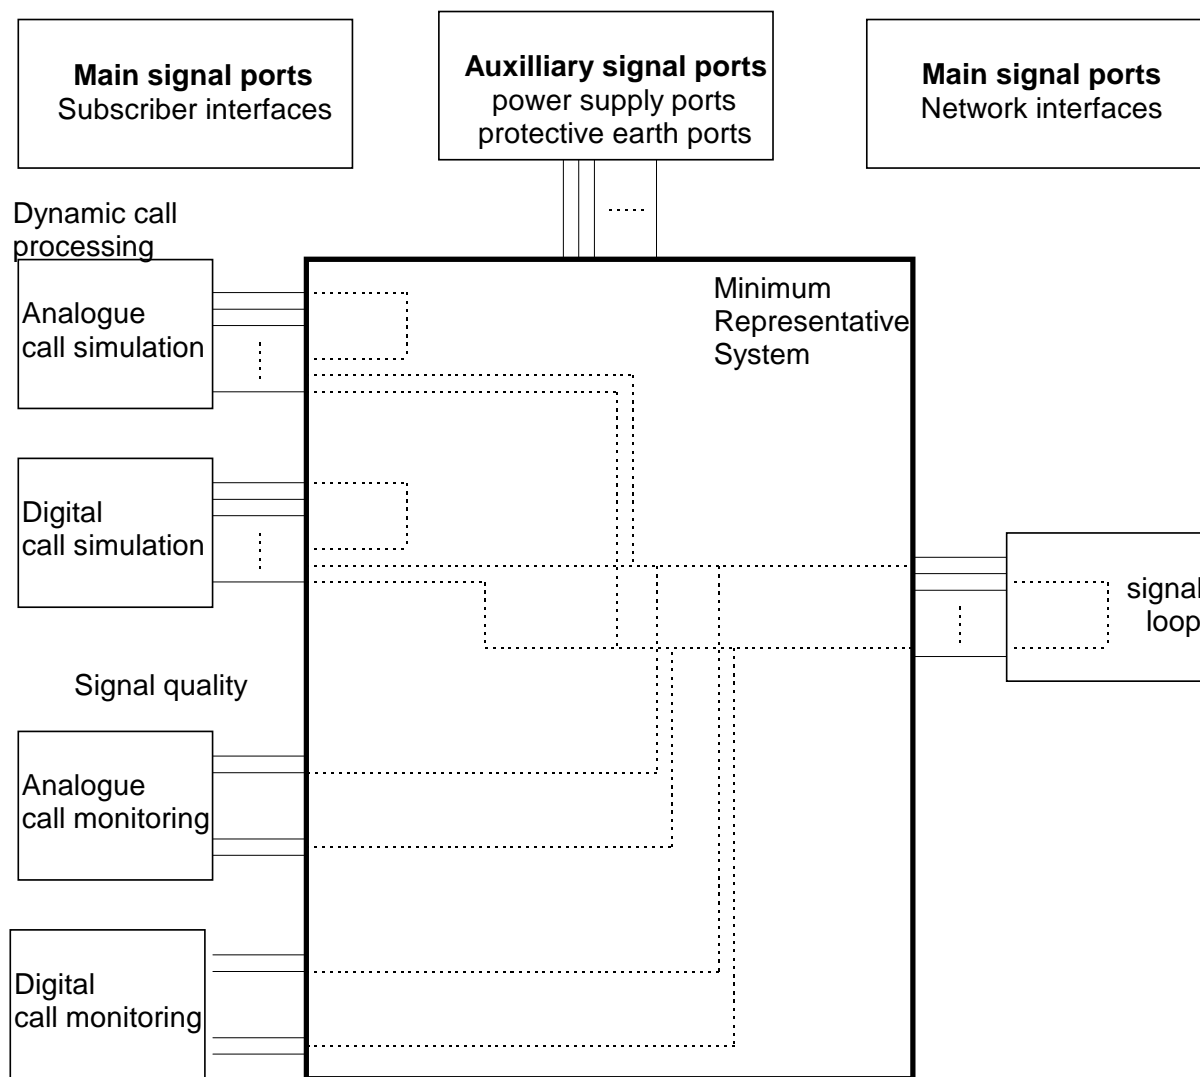 Main signal ports
Subscriber interfaces
Auxilliary signal ports
power supply ports
protective earth ports
Main signal ports
Network interfaces
Dynamic call
processing
Analogue
call simulation
Minimum
Representative
System
Digital
call simulation
signal
loop
Signal quality
Analogue
call monitoring
Digital
call monitoring